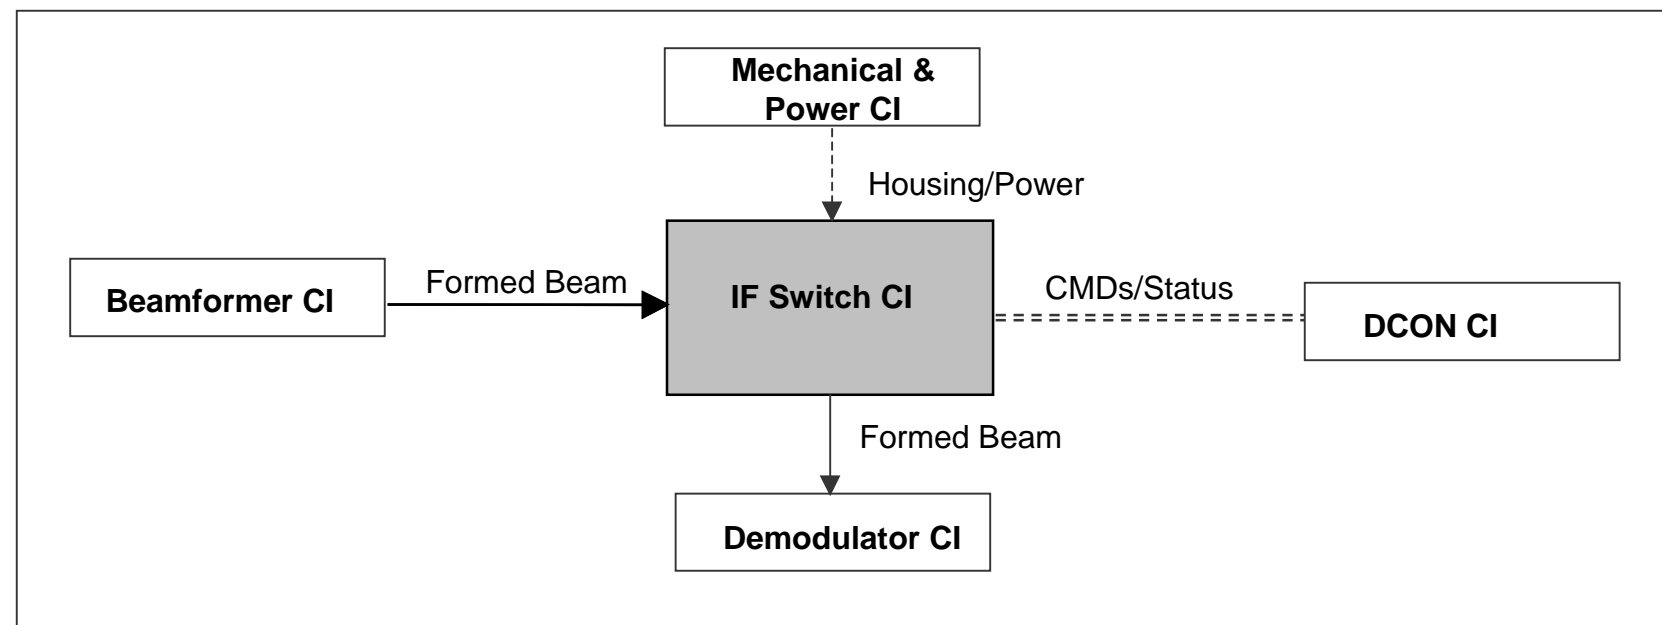 Mechanical &
Power CI
Housing/Power
Beamformer CI
Formed Beam
IF Switch CI
CMDs/Status
DCON CI
Formed Beam
Demodulator CI